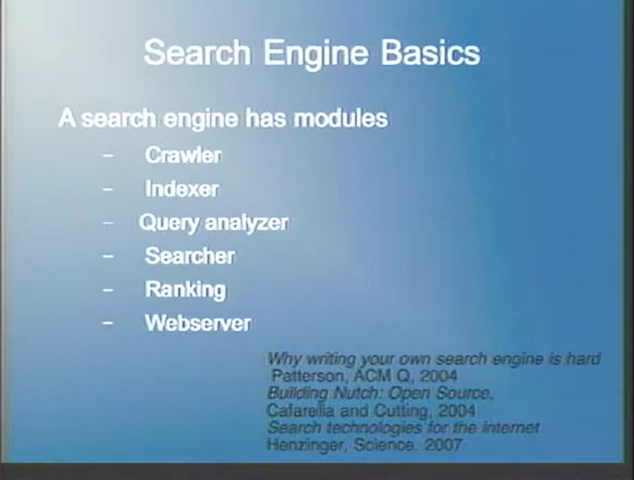 Search Engine Basics
A search engine has modules
– Crawler
– Indexer
– Query analyzer
– Searcher
– Ranking
– Webserver
Why writing your own search engine is hard
Patterson, ACM Q, 2004
Building Nutch: Open Source,
Cafarella and Cutting, 2004
Search technologies for the internet
Henzinger, Science. 2007